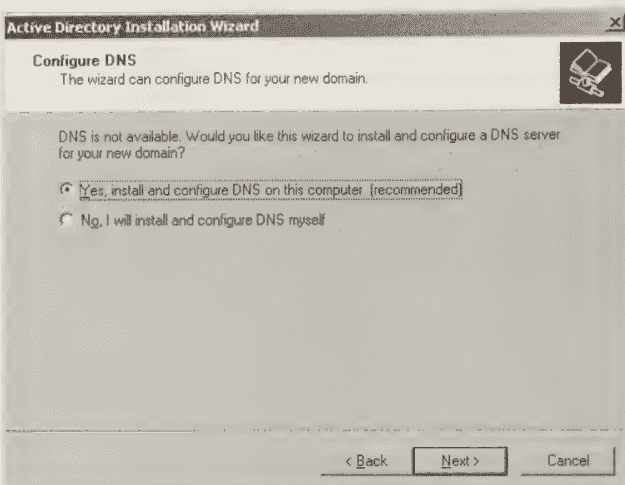 Active Directory Installation Wizard
Configure DNS
The wizard can configure DNS for your new domain.
DNS is not available. Would you like this wizard to install and configure a DNS server
for your new domain?
Yes, install and configure DNS on this computer (recommended)
No, I will install and configure DNS myself
< Back
Next >
Cancel